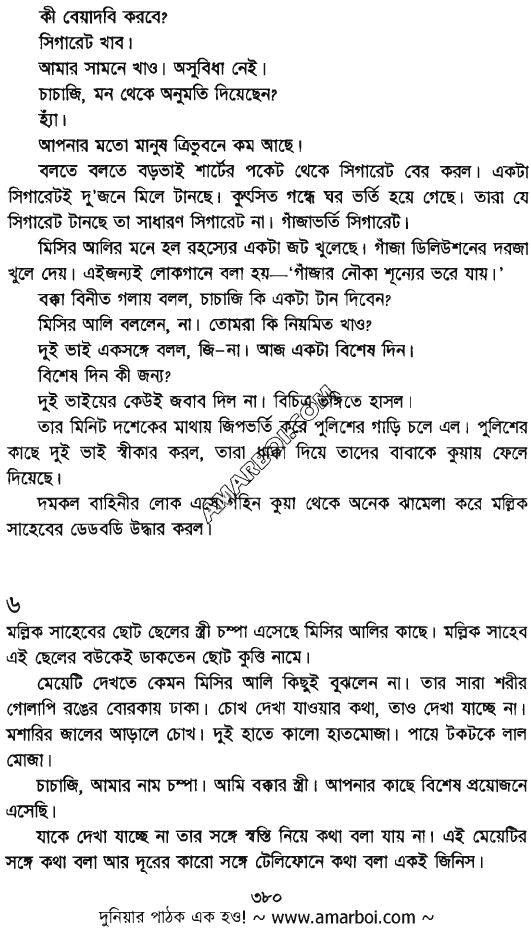 কী বেয়াদবি করবে?
সিগারেট খাব।
আমার সামনে খাও। অসুবিধা নেই।
চাচাজি, মন থেকে অনুমতি দিয়েছেন?
হ্যাঁ।
আপনার মতো মানুষ ত্রিভুবনে কম আছে।
বলতে বলতে বড়ভাই শার্টের পকেট থেকে সিগারেট বের করল। একটা
সিগারেটই দু'জনে মিলে টানছে। কুৎসিত গন্ধে ঘর ভর্তি হয়ে গেছে। তারা যে
সিগারেট টানছে তা সাধারণ সিগারেট না। গাঁজাভর্তি সিগারেট।
মিসির আলির মনে হল রহস্যের একটা জট খুলেছে। গাঁজা ডিলিউশনের দরজা
খুলে দেয়। এইজন্যই লোকগানে বলা হয়—'গাঁজার নৌকা শূন্যের ভরে যায়।'
বক্কা বিনীত গলায় বলল, চাচাজি কি একটা টান দিবেন?
মিসির আলি বললেন, না। তোমরা কি নিয়মিত খাও?
দুই ভাই একসঙ্গে বলল, জি-না। আজ একটা বিশেষ দিন।
বিশেষ দিন কী জন্য?
দুই ভাইয়ের কেউই জবাব দিল না। বিচিত্র ভঙ্গিতে হাসল।
তার মিনিট দশেকের মাথায় জিপভর্তি করে পুলিশের গাড়ি চলে এল। পুলিশের
কাছে দুই ভাই স্বীকার করল, তারা ধাক্কা দিয়ে তাদের বাবাকে কুয়ায় ফেলে
দিয়েছে।
দমকল বাহিনীর লোক এসে গহিন কুয়া থেকে অনেক ঝামেলা করে মল্লিক
সাহেবের ডেডবডি উদ্ধার করল।
AMARBOI.COM
৬
মল্লিক সাহেবের ছোট ছেলের স্ত্রী চম্পা এসেছে মিসির আলির কাছে। মল্লিক সাহেব
এই ছেলের বউকেই ডাকতেন ছোট কুত্তি নামে।
মেয়েটি দেখতে কেমন মিসির আলি কিছুই বুঝলেন না। তার সারা শরীর
গোলাপি রঙের বোরকায় ঢাকা। চোখ দেখা যাওয়ার কথা, তাও দেখা যাচ্ছে না।
মশারির জালের আড়ালে চোখ। দুই হাতে কালো হাতমোজা। পায়ে টকটকে লাল
মোজা।
চাচাজি, আমার নাম চম্পা। আমি বক্কার স্ত্রী। আপনার কাছে বিশেষ প্রয়োজনে
এসেছি।
যাকে দেখা যাচ্ছে না তার সঙ্গে স্বস্তি নিয়ে কথা বলা যায় না। এই মেয়েটির
সঙ্গে কথা বলা আর দূরের কারো সঙ্গে টেলিফোনে কথা বলা একই জিনিস।
৩৮০
দুনিয়ার পাঠক এক হও! ~ www.amarboi.com ~